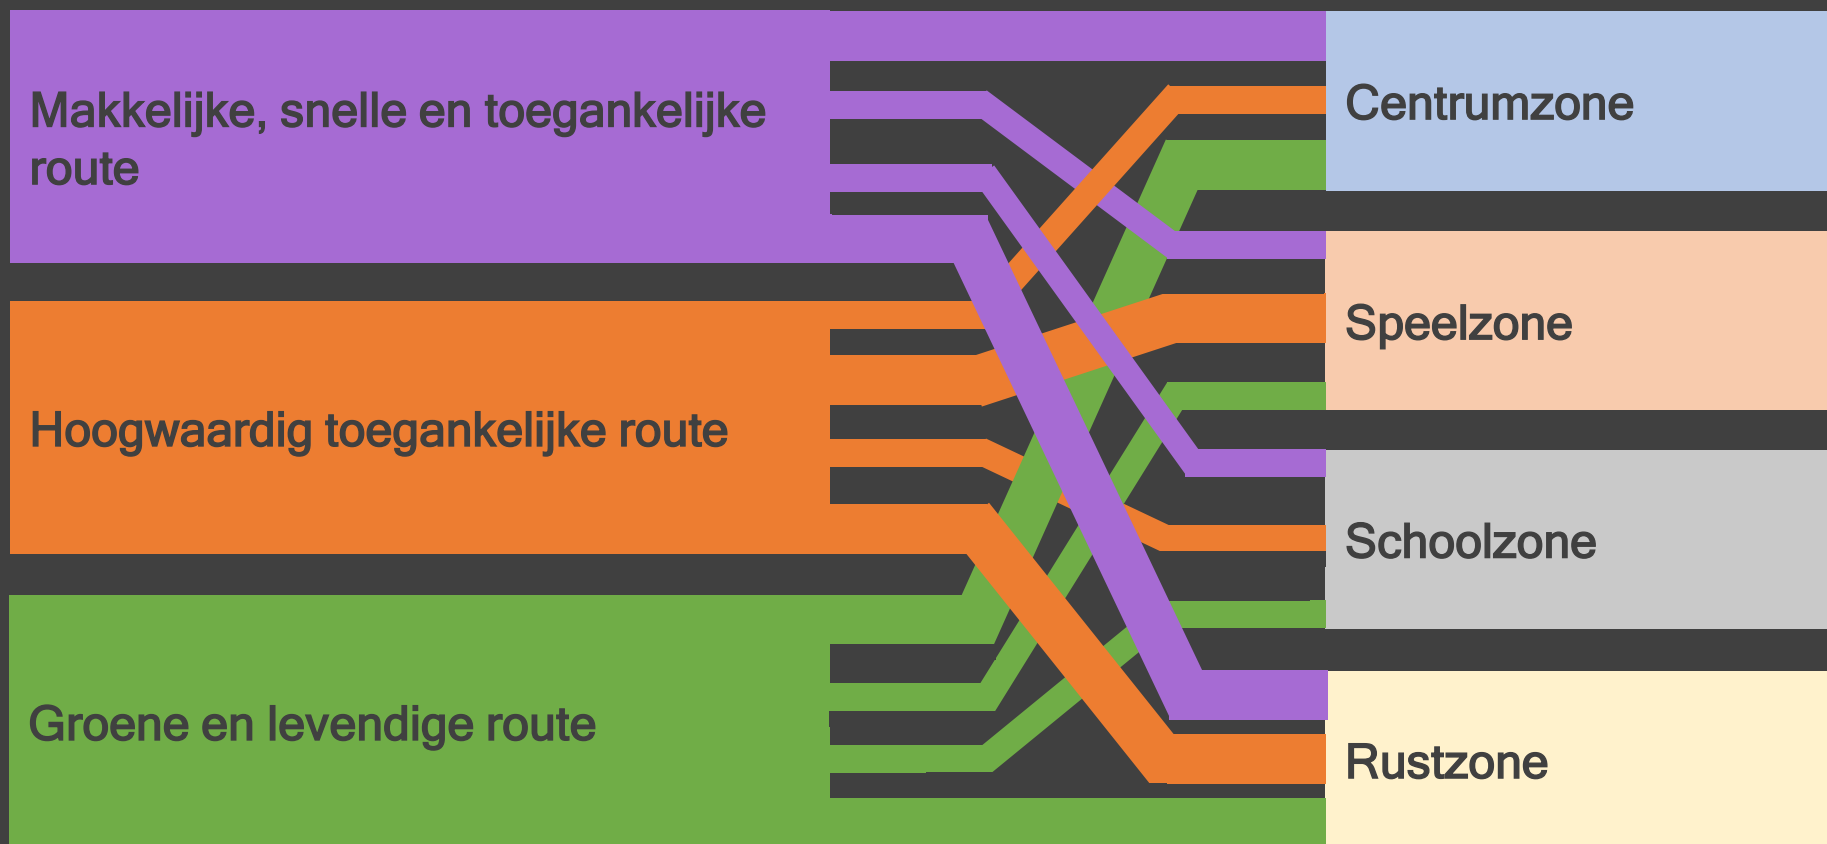 Makkelijke, snelle en toegankelijke
route
Hoogwaardig toegankelijke route
Groene en levendige route
Centrumzone
Speelzone
Schoolzone
Rustzone